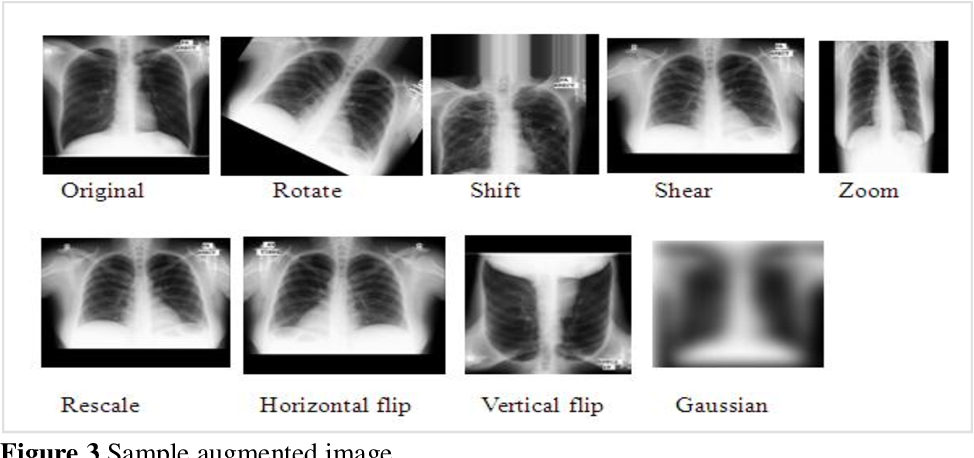 Original Rotate Shift Shear Zoom
Rescale Horizontal flip Vertical flip Gaussian
Figure 3 Sample augmented image